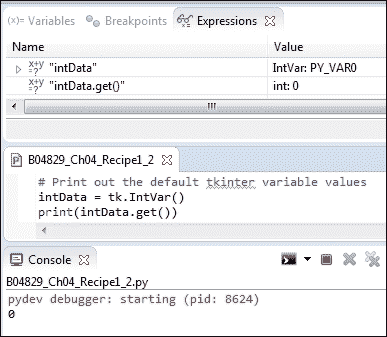 Variables Breakpoints Expressions
Name Value
"intData" IntVar: PY_VAR0
"intData.get()" int: 0
B04829_Ch04_Recipe1_2
# Print out the default tkinter variable values
intData = tk.IntVar()
print(intData.get())
Console
B04829_Ch04_Recipe1_2.py
pydev debugger: starting (pid: 8624)
0